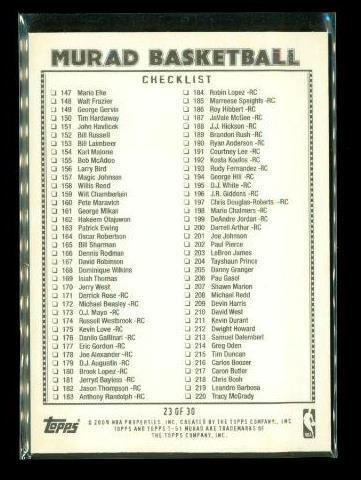 MURAD BASKETBALL
CHECKLIST
147 Mario Elie
148 Walt Frazier
149 George Gervin
150 Tim Hardaway
151 John Havlicek
152 Bill Russell
153 Bill Laimbeer
154 Karl Malone
155 Bob McAdoo
156 Larry Bird
157 Magic Johnson
158 Willis Reed
159 Wilt Chamberlain
160 Pete Maravich
161 George Mikan
162 Hakeem Olajuwon
163 Patrick Ewing
164 Oscar Robertson
165 Bill Sharman
166 Dennis Rodman
167 David Robinson
168 Dominique Wilkins
169 Isiah Thomas
170 Jerry West
171 Derrick Rose -RC
172 Michael Beasley -RC
173 O.J. Mayo -RC
174 Russell Westbrook -RC
175 Kevin Love -RC
176 Danilo Gallinari -RC
177 Eric Gordon -RC
178 Joe Alexander -RC
179 D.J. Augustin -RC
180 Brook Lopez -RC
181 Jerryd Bayless -RC
182 Jason Thompson -RC
183 Anthony Randolph -RC
184 Robin Lopez -RC
185 Marreese Speights -RC
186 Roy Hibbert -RC
187 JaVale McGee -RC
188 J.J. Hickson -RC
189 Brandon Rush -RC
190 Ryan Anderson -RC
191 Courtney Lee -RC
192 Kosta Koufos -RC
193 Rudy Fernandez -RC
194 George Hill -RC
195 D.J. White -RC
196 J.R. Giddens -RC
197 Chris Douglas-Roberts -RC
198 Mario Chalmers -RC
199 DeAndre Jordan -RC
200 Darrell Arthur -RC
201 Joe Johnson
202 Paul Pierce
203 LeBron James
204 Tayshaun Prince
205 Danny Granger
206 Pau Gasol
207 Shawn Marion
208 Michael Redd
209 Devin Harris
210 David West
211 Kevin Durant
212 Dwight Howard
213 Samuel Dalembert
214 Greg Oden
215 Tim Duncan
216 Carlos Boozer
217 Caron Butler
218 Chris Bosh
219 Leandro Barbosa
220 Tracy McGrady
23 OF 30
Topps
© 2009 NBA PROPERTIES, INC. CREATED BY THE TOPPS COMPANY, INC
TOPPS AND TOPPS T-51 MURAD ARE TRADEMARKS OF
THE TOPPS COMPANY, INC.